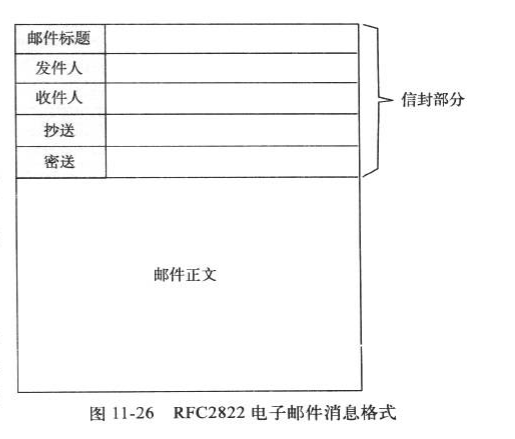 邮件标题
发件人
收件人
抄送
密送
信封部分
邮件正文
图 11-26 RFC2822 电子邮件消息格式